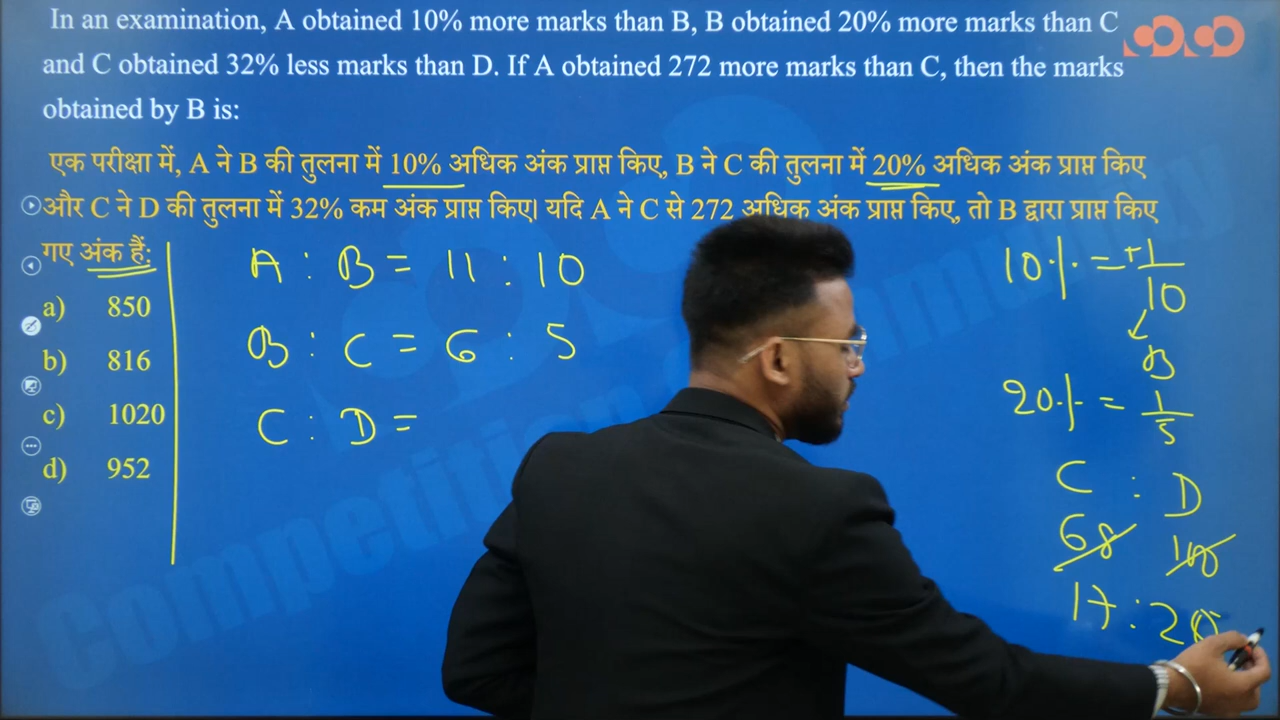 In an examination, A obtained 10% more marks than B, B obtained 20% more marks than C
and C obtained 32% less marks than D. If A obtained 272 more marks than C, then the marks
obtained by B is:
एक परीक्षा में, A ने B की तुलना में 10% अधिक अंक प्राप्त किए, B ने C की तुलना में 20% अधिक अंक प्राप्त किए
और C ने D की तुलना में 32% कम अंक प्राप्त किए। यदि A ने C से 272 अधिक अंक प्राप्त किए, तो B द्वारा प्राप्त किए
गए अंक हैं:
a) 850
b) 816
c) 1020
d) 952
A : B = 11 : 10
B : C = 6 : 5
C : D =
10% = +1/10
B
20% = 1/5
C : D
68 100
17 :
Competition Community